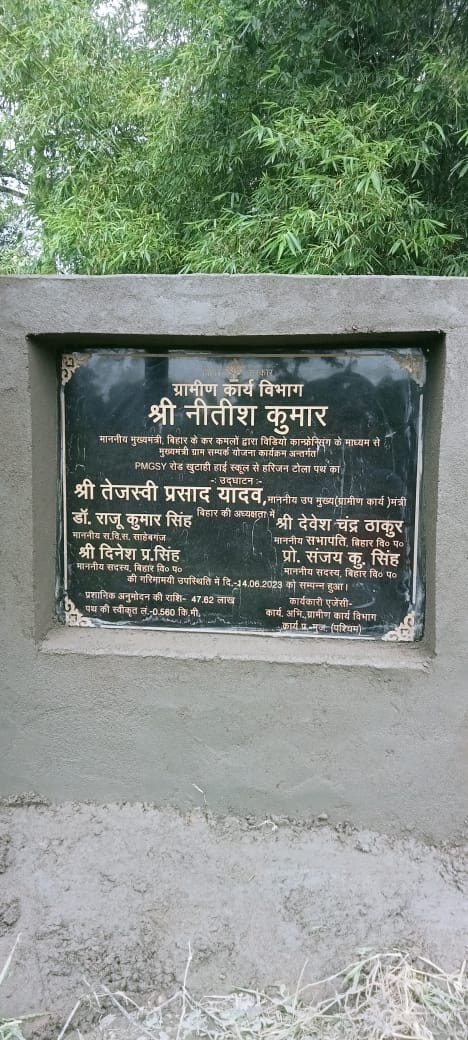 बिहार सरकार
ग्रामीण कार्य विभाग
श्री नीतीश कुमार
माननीय मुख्यमंत्री, बिहार के कर कमलों द्वारा विडियो कान्फ्रेन्सिंग के माध्यम से
मुख्यमंत्री ग्राम सम्पर्क योजना कार्यक्रम अन्तर्गत
PMGSY रोड खुटाही हाई स्कूल से हरिजन टोला पथ का
-: उद्घाटन :-
श्री तेजस्वी प्रसाद यादव, माननीय उप मुख्य(ग्रामीण कार्य )मंत्री
बिहार की अध्यक्षता में
डॉ. राजू कुमार सिंह श्री देवेश चंद्र ठाकुर
माननीय स.वि.स. साहेबगंज माननीय सभापति, बिहार वि० प०
श्री दिनेश प्र.सिंह प्रो. संजय कु. सिंह
माननीय सदस्य, बिहार वि० प० माननीय सदस्य, बिहार वि० प०
की गरिमामयी उपस्थिति में दि.-14.06.2023 को सम्पन्न हुआ।
प्रशानिक अनुमोदन की राशि- 47.62 लाख कार्यकारी एजेसी-
पथ की स्वीकृत लं.-0.560 कि.मी. कार्य. अभि., ग्रामीण कार्य विभाग
कार्य प्र.-मुज. (पश्चिम)